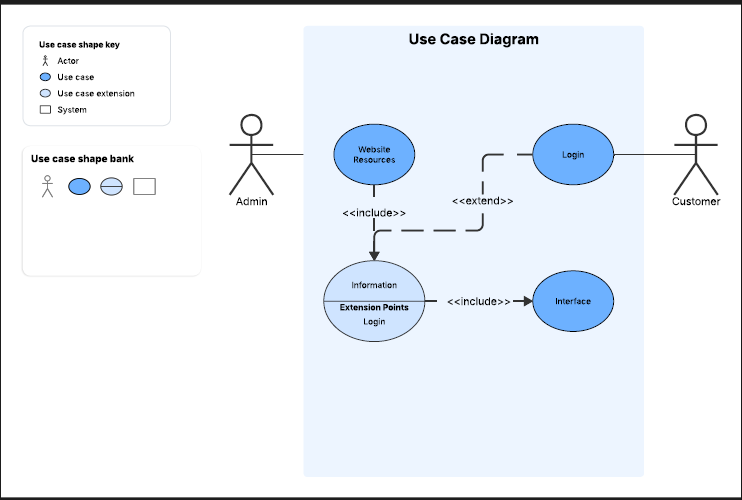 Use Case Diagram
Use case shape key
Actor
Use case
Use case extension
System
Use case shape bank
Website
Resources
Login
Admin
Customer
<<include>>
<<extend>>
Information
Extension Points
Login
<<include>>
Interface